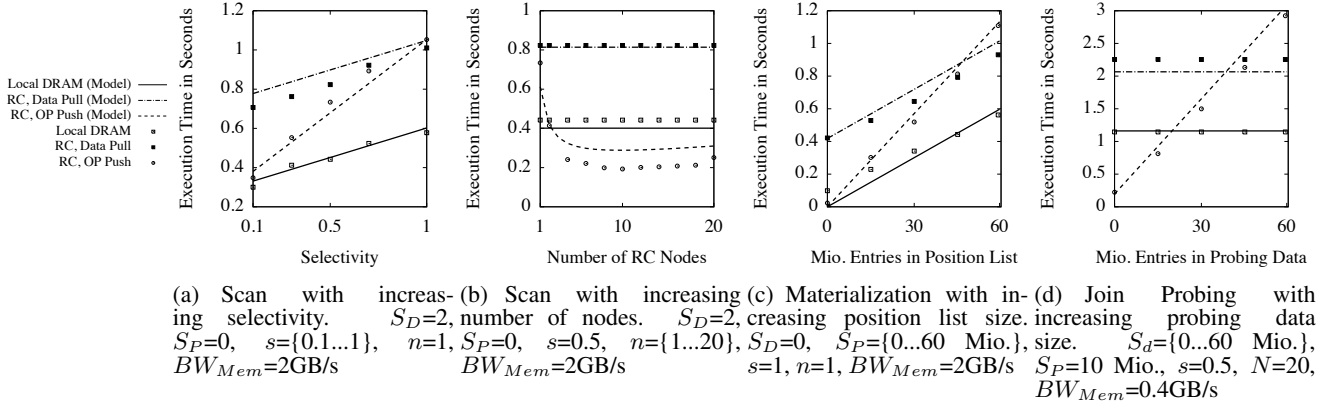 Local DRAM (Model)
RC, Data Pull (Model)
RC, OP Push (Model)
Local DRAM
RC, Data Pull
RC, OP Push
Execution Time in Seconds
1.2
1
0.8
0.6
0.4
0.2
0.1
0.5
1
Selectivity
Execution Time in Seconds
1
0.8
0.6
0.4
0.2
0
1
10
20
Number of RC Nodes
Execution Time in Seconds
1.2
1
0.8
0.6
0.4
0.2
0
0
30
60
Mio. Entries in Position List
Execution Time in Seconds
3
2.5
2
1.5
1
0.5
0
0
30
60
Mio. Entries in Probing Data
(a) Scan with increas-
ing selectivity. S_D=2,
S_P=0, s={0.1...1}, n=1,
BW_Mem=2GB/s
(b) Scan with increasing
number of nodes. S_D=2,
S_P=0, s=0.5, n={1...20},
BW_Mem=2GB/s
(c) Materialization with in-
creasing position list size.
S_D=0, S_P={0...60 Mio.},
s=1, n=1, BW_Mem=2GB/s
(d) Join Probing with
increasing probing data
size. S_d={0...60 Mio.},
S_P=10 Mio., s=0.5, N=20,
BW_Mem=0.4GB/s